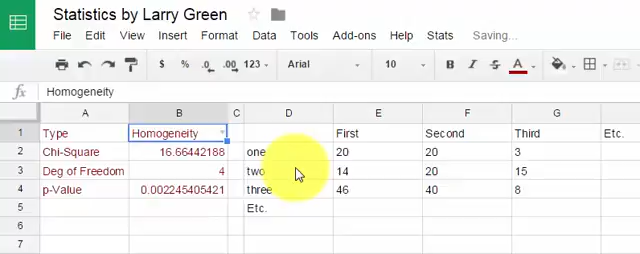 Statistics by Larry Green
File Edit View Insert Format Data Tools Add-ons Help Stats Saving...
$ % .0 .00 123 Arial 10 B I S A
fx Homogeneity
A B C D E F G H
1 Type Homogeneity First Second Third Etc.
2 Chi-Square 16.66442188 one 20 20 3
3 Deg of Freedom 4 two 14 20 15
4 p-Value 0.002245405421 three 46 40 8
5 Etc.
6
7